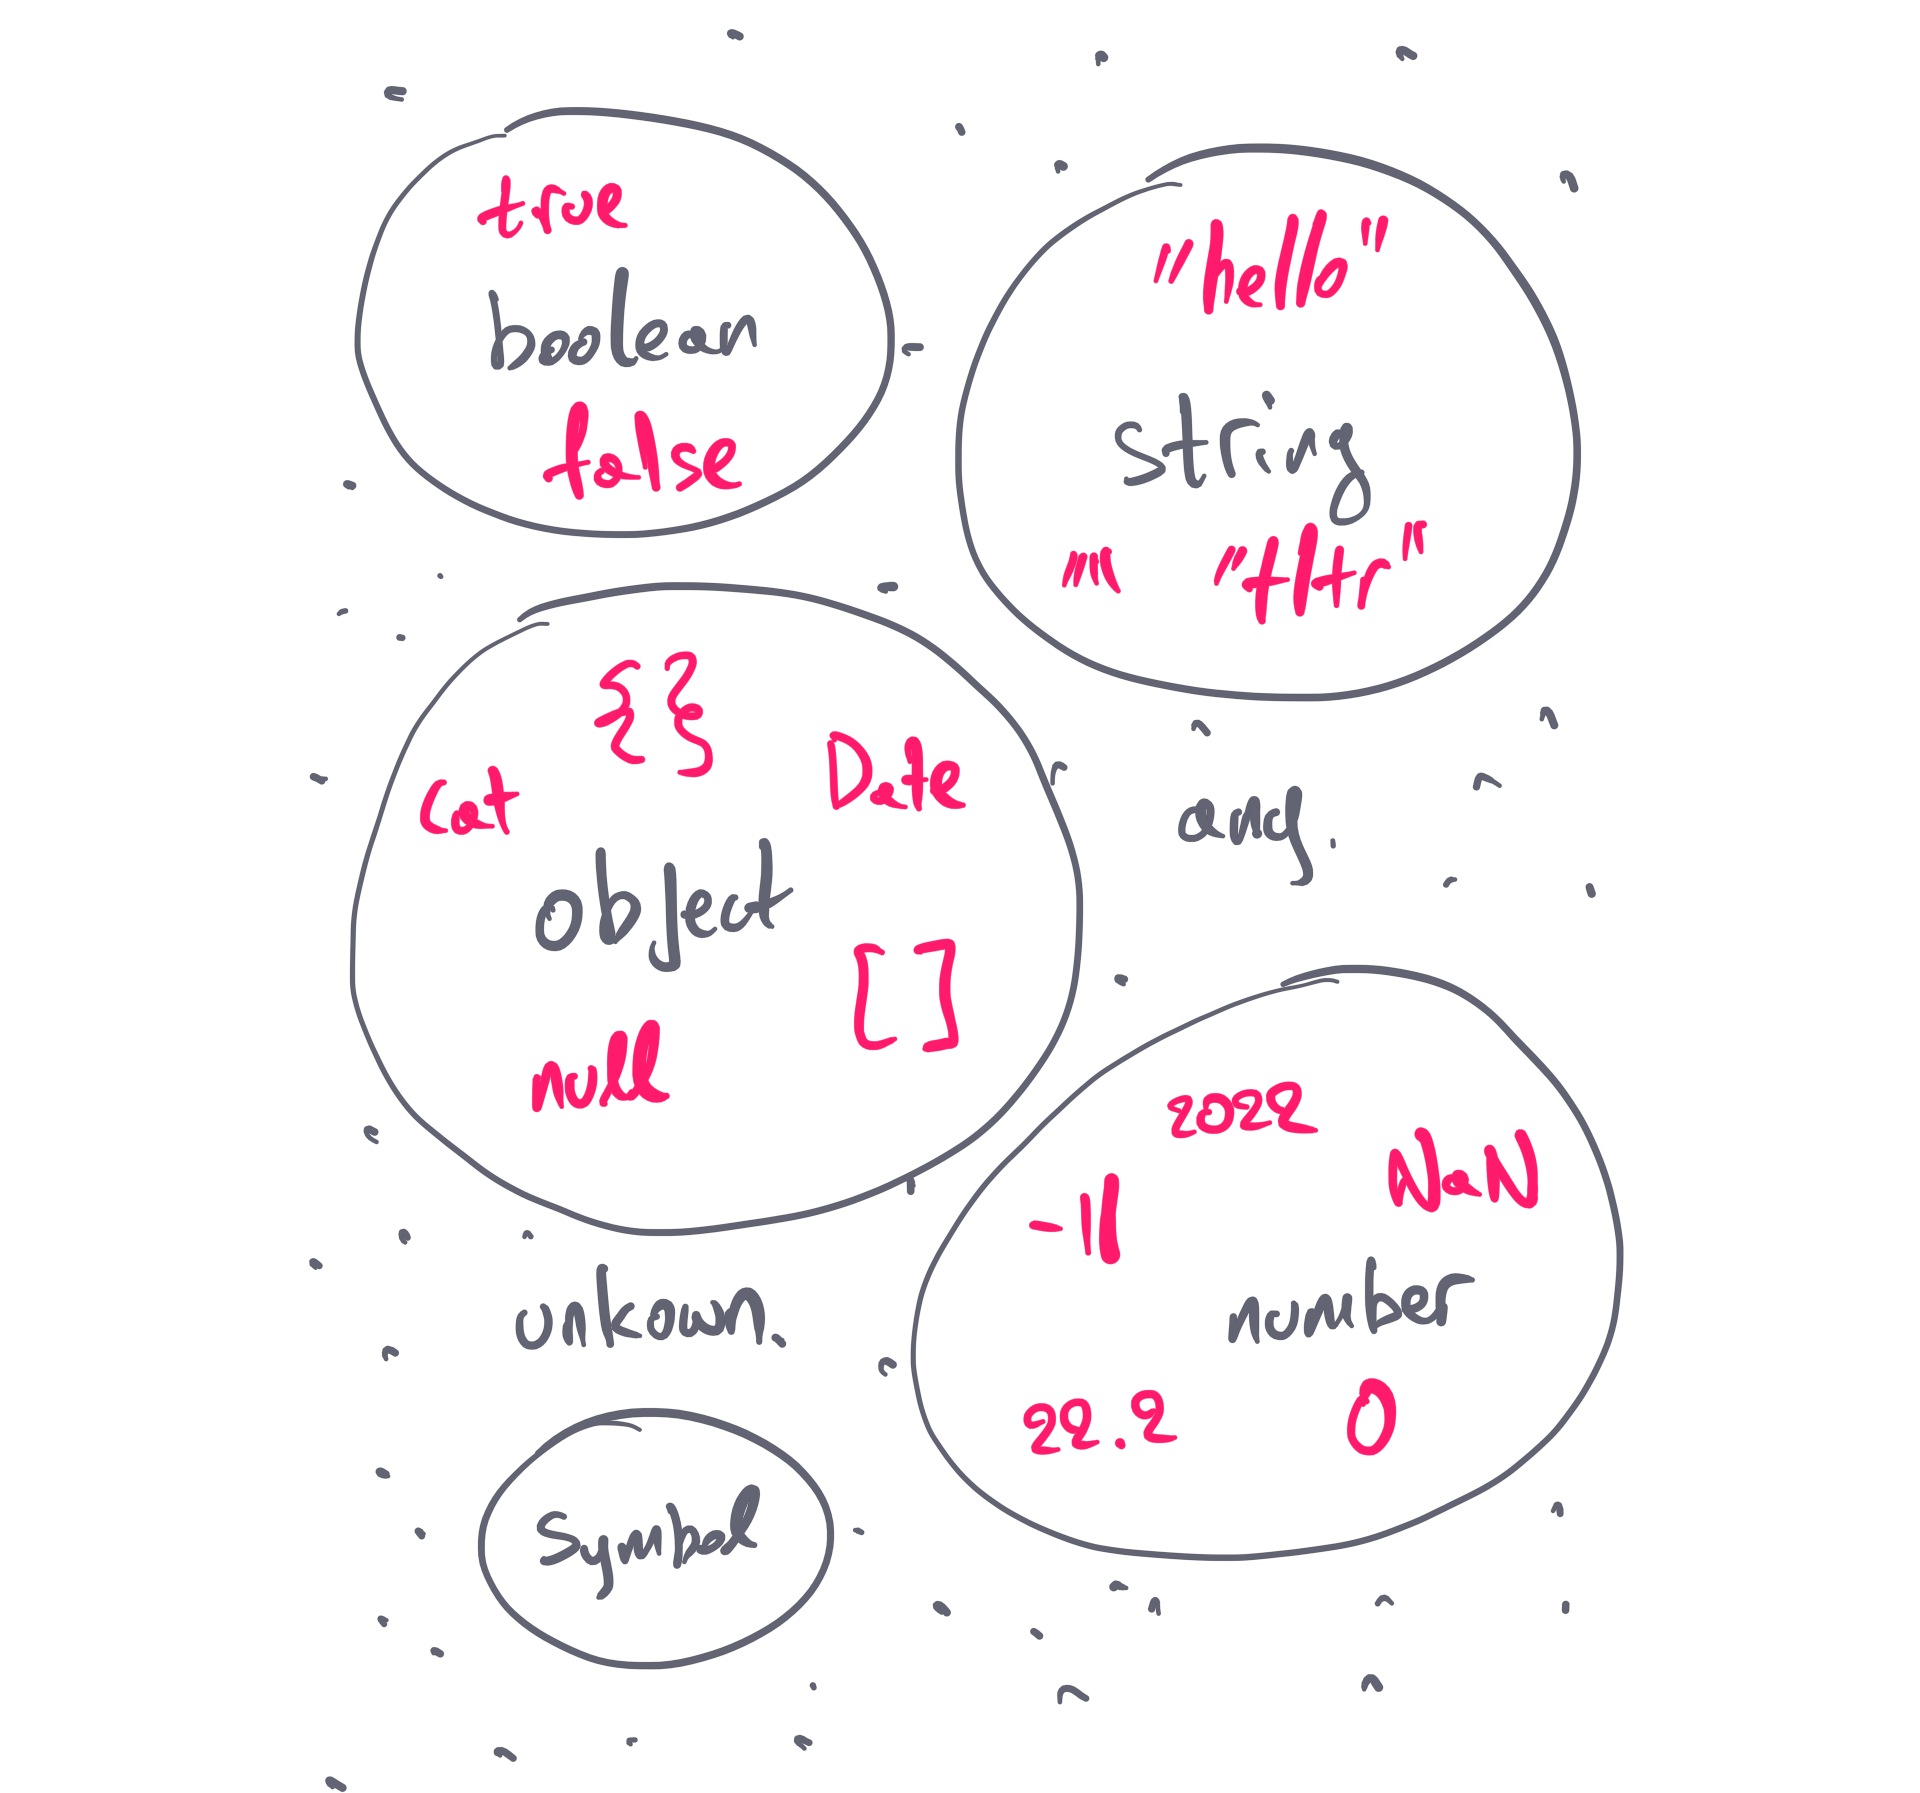 true
boolean
false
"hello"
string
"" "tltr"
{}
Cat
Date
object
[ ]
null
any.
2022
NaN
-11
number
22.2
0
unkown.
Symbol